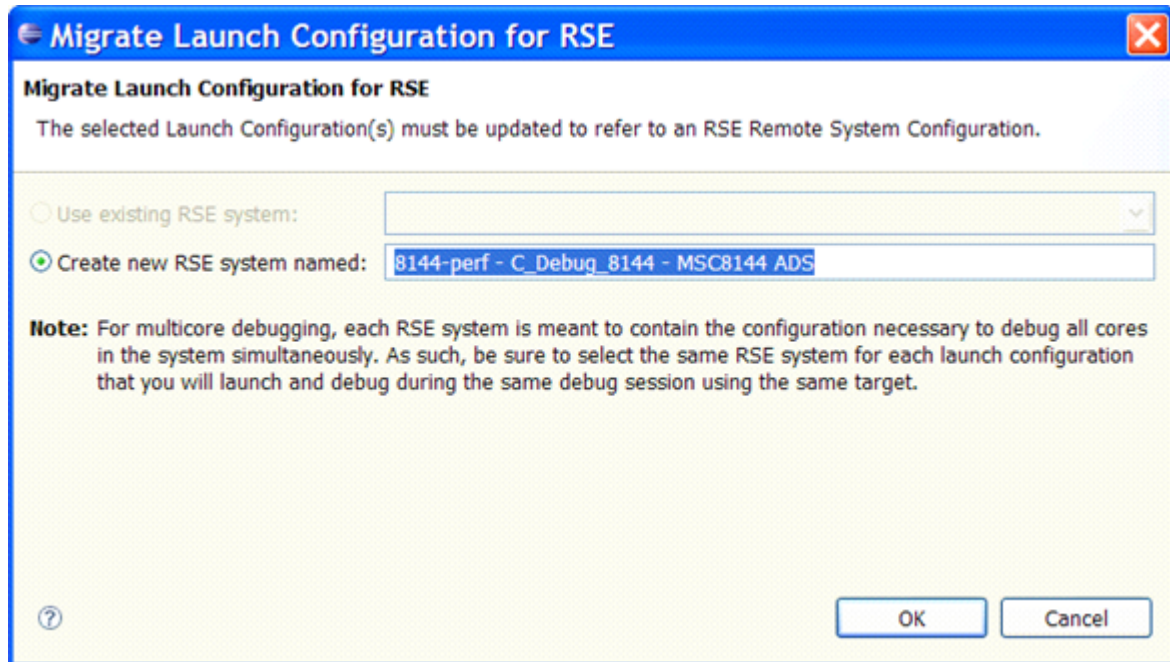 Migrate Launch Configuration for RSE
Migrate Launch Configuration for RSE
The selected Launch Configuration(s) must be updated to refer to an RSE Remote System Configuration.
Use existing RSE system:
Create new RSE system named: 8144-perf - C_Debug_8144 - MSC8144 ADS
Note: For multicore debugging, each RSE system is meant to contain the configuration necessary to debug all cores
in the system simultaneously. As such, be sure to select the same RSE system for each launch configuration
that you will launch and debug during the same debug session using the same target.
OK Cancel